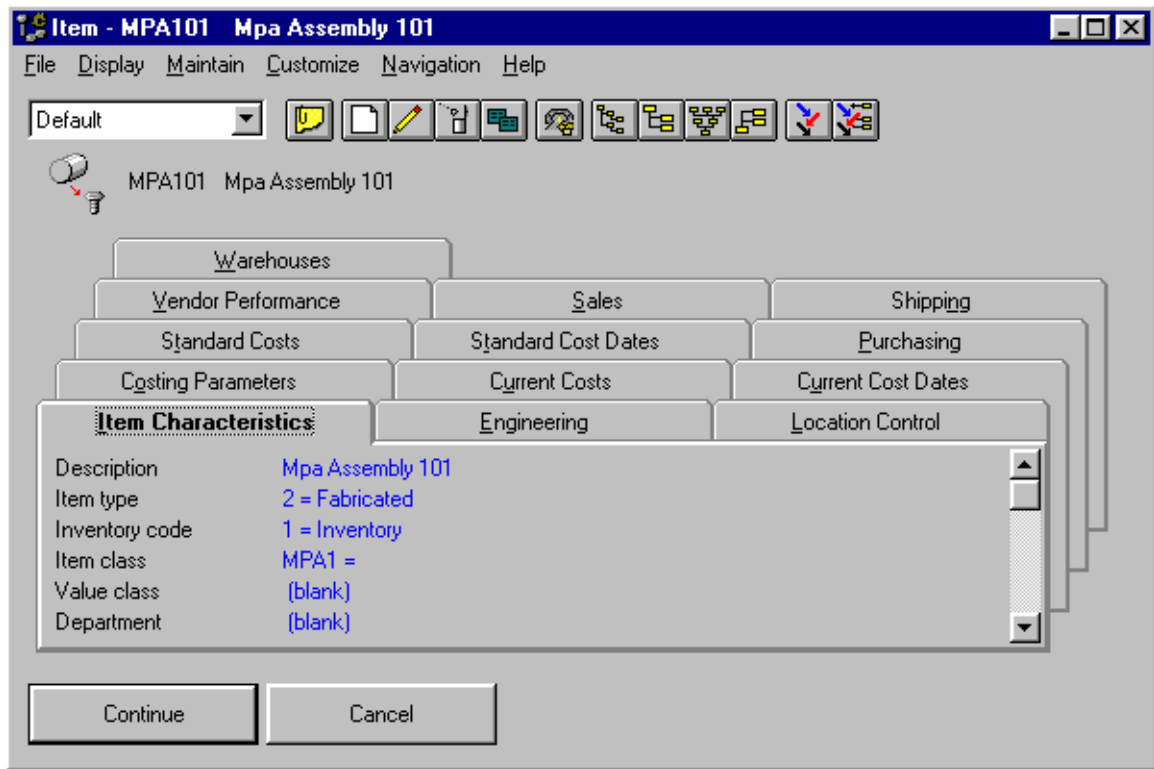 Item - MPA101 Mpa Assembly 101
File Display Maintain Customize Navigation Help
Default
MPA101 Mpa Assembly 101
Warehouses
Vendor Performance Sales Shipping
Standard Costs Standard Cost Dates Purchasing
Costing Parameters Current Costs Current Cost Dates
Item Characteristics Engineering Location Control
Description Mpa Assembly 101
Item type 2 = Fabricated
Inventory code 1 = Inventory
Item class MPA1 =
Value class (blank)
Department (blank)
Continue Cancel